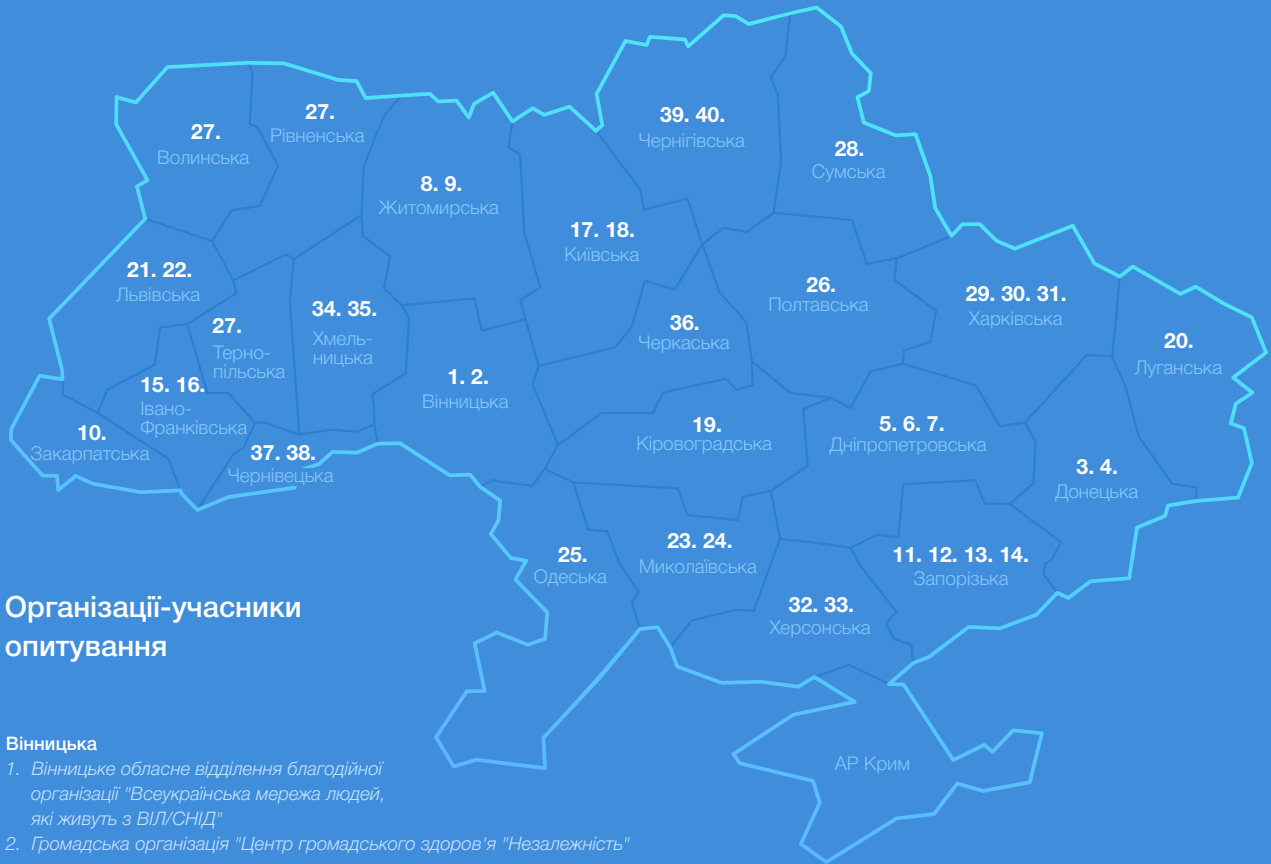 39. 40.
Чернігівська
27.
Рівненська
27.
Волинська
28.
Сумська
8. 9.
Житомирська
17. 18.
Київська
21. 22.
Львівська
26.
Полтавська
29. 30. 31.
Харківська
34. 35.
Хмель-
ницька
27.
Терно-
пільська
36.
Черкаська
20.
Луганська
1. 2.
Вінницька
15. 16.
Івано-
Франківська
19.
Кіровоградська
5. 6. 7.
Дніпропетровська
10.
Закарпатська
37. 38.
Чернівецька
3. 4.
Донецька
23. 24.
Миколаївська
25.
Одеська
11. 12. 13. 14.
Запорізька
32. 33.
Херсонська
Організації-учасники
опитування
АР Крим
Вінницька
1. Вінницьке обласне відділення благодійної
організації "Всеукраїнська мережа людей,
які живуть з ВІЛ/СНІД"
2. Громадська організація "Центр громадського здоров'я "Незалежність"